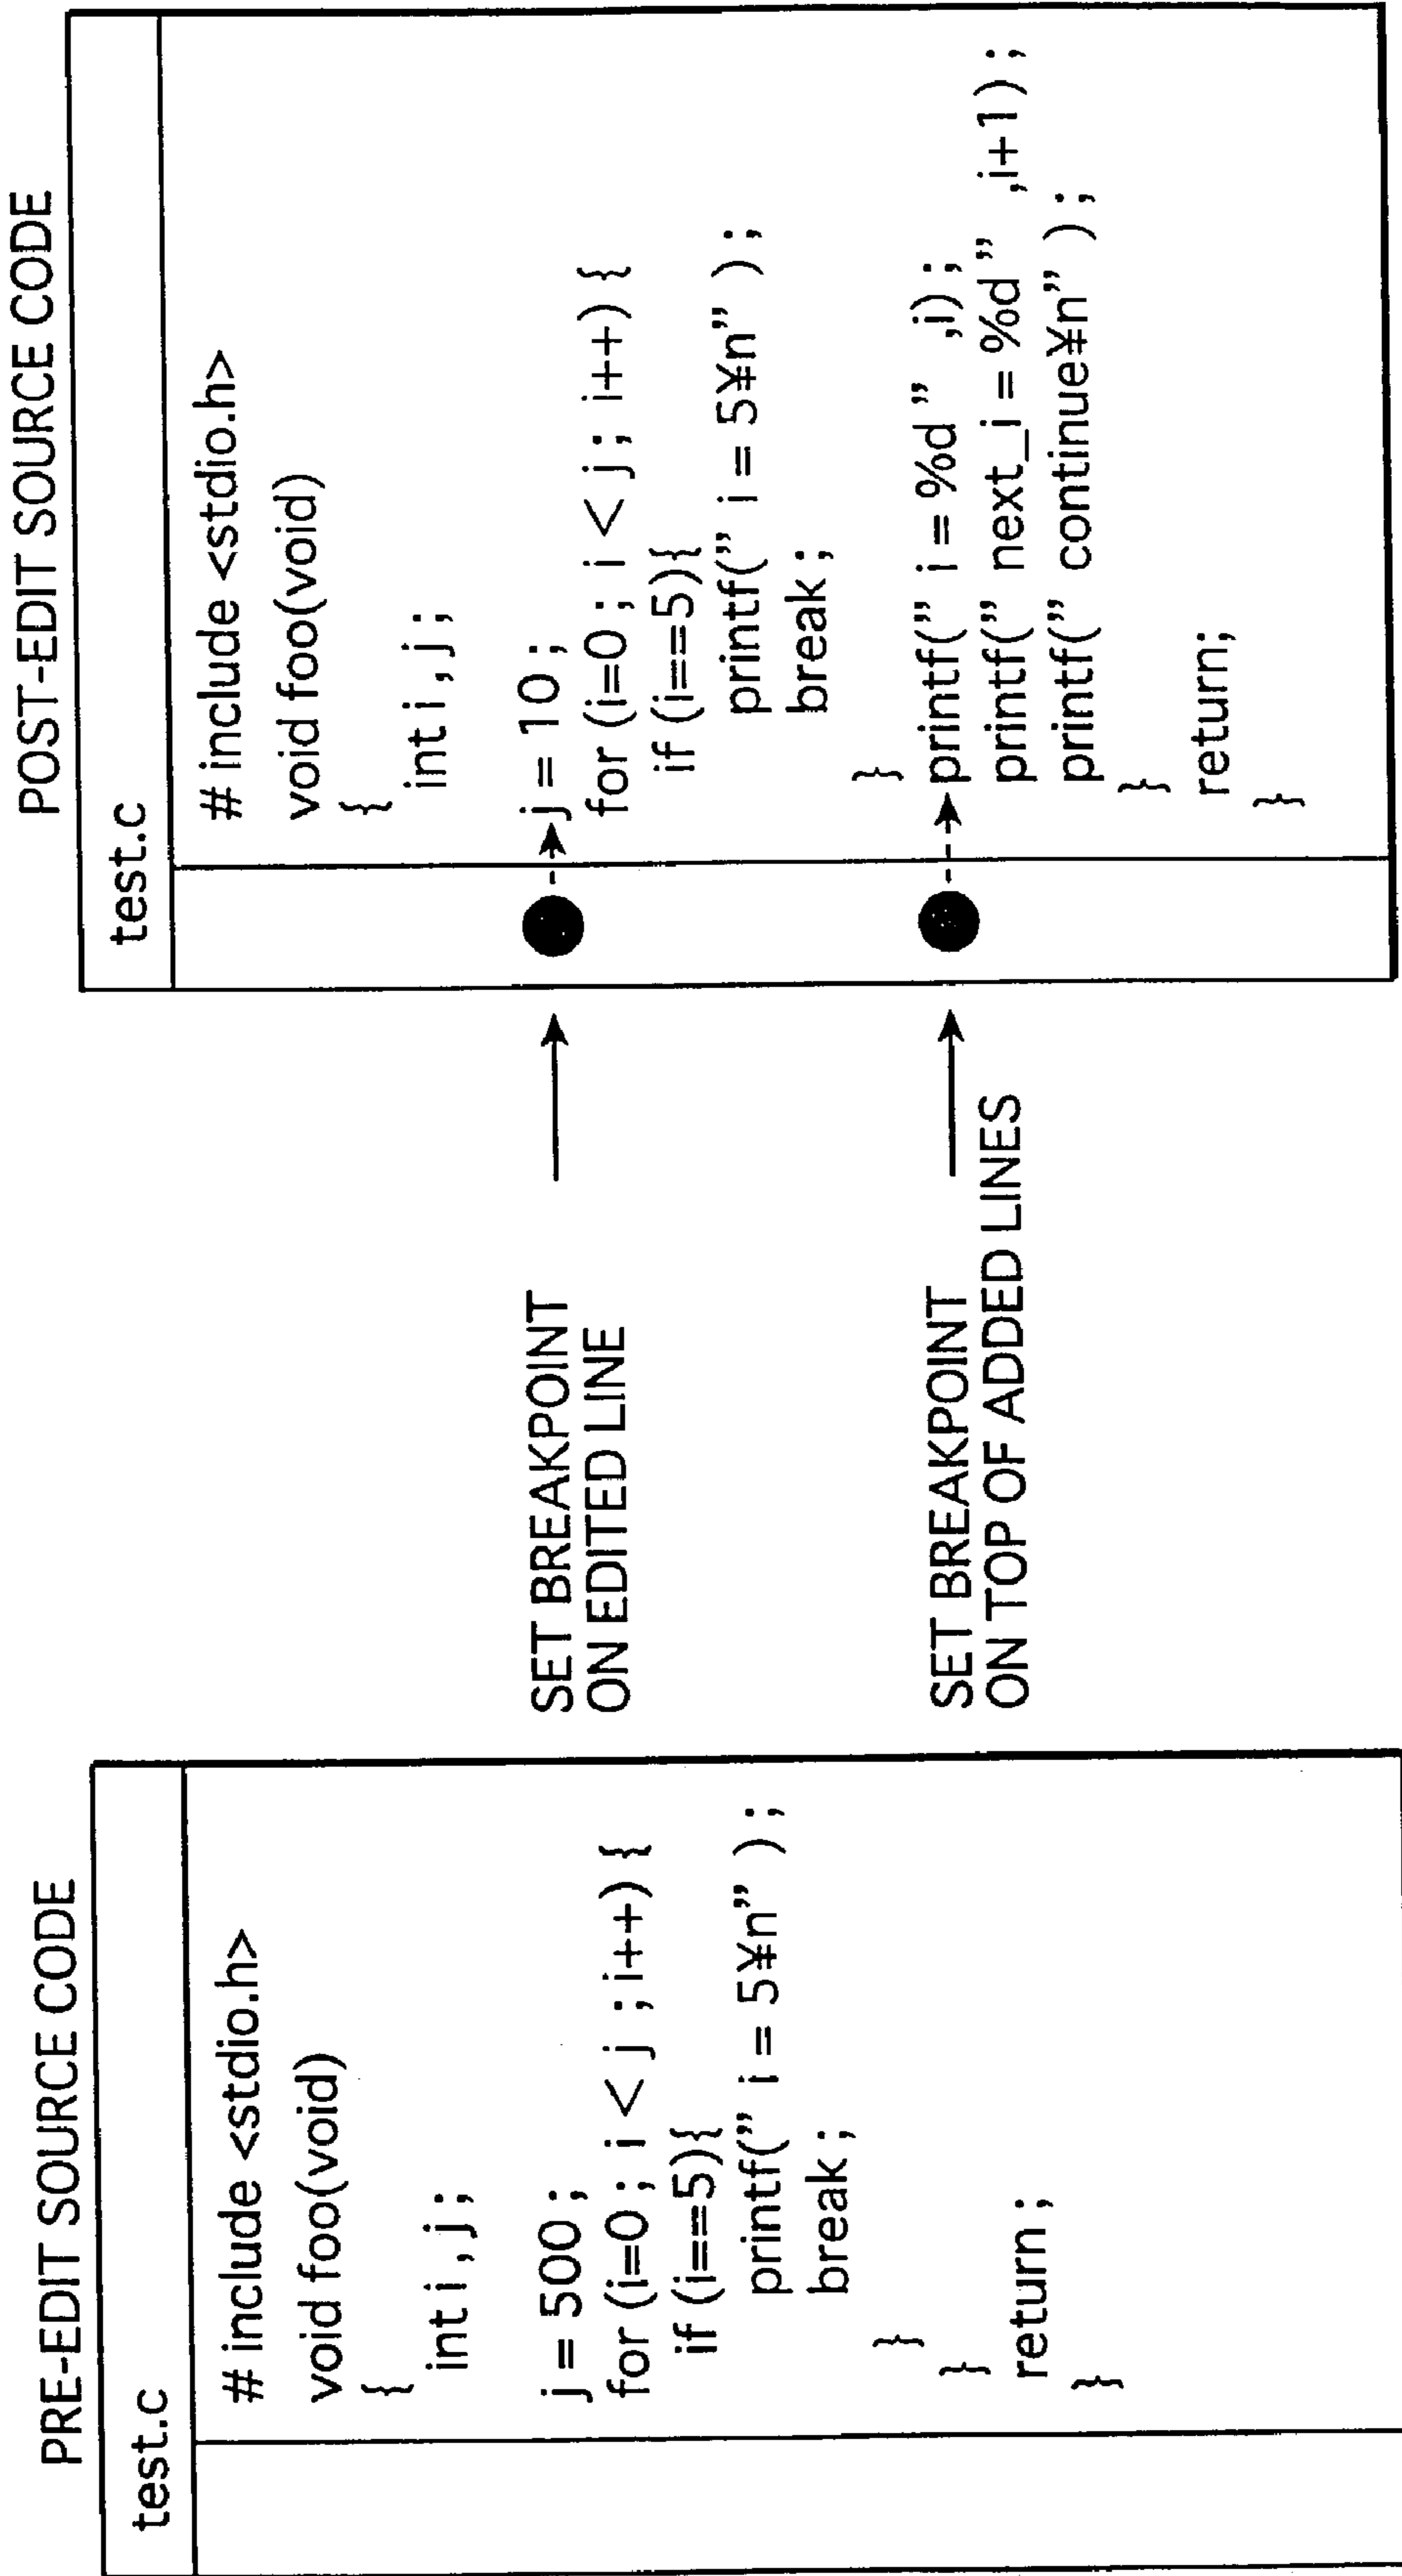 PRE-EDIT SOURCE CODE
test.c
# include <stdio.h>
void foo(void)
{
int i , j ;
j = 500 ;
for (i=0 ; i < j ; i++) {
if (i==5){
printf(” i = 5¥n” ) ;
break ;
}
}
return ;
}
SET BREAKPOINT
ON EDITED LINE
SET BREAKPOINT
ON TOP OF ADDED LINES
POST-EDIT SOURCE CODE
test.c
# include <stdio.h>
void foo(void)
{
int i , j ;
j = 10 ;
for (i=0 ; i < j ; i++) {
if (i==5){
printf(” i = 5¥n” ) ;
break ;
}
printf(” i = %d ” ,i) ;
printf(” next_i = %d ” ,i+1) ;
printf(” continue¥n” ) ;
}
return;
}